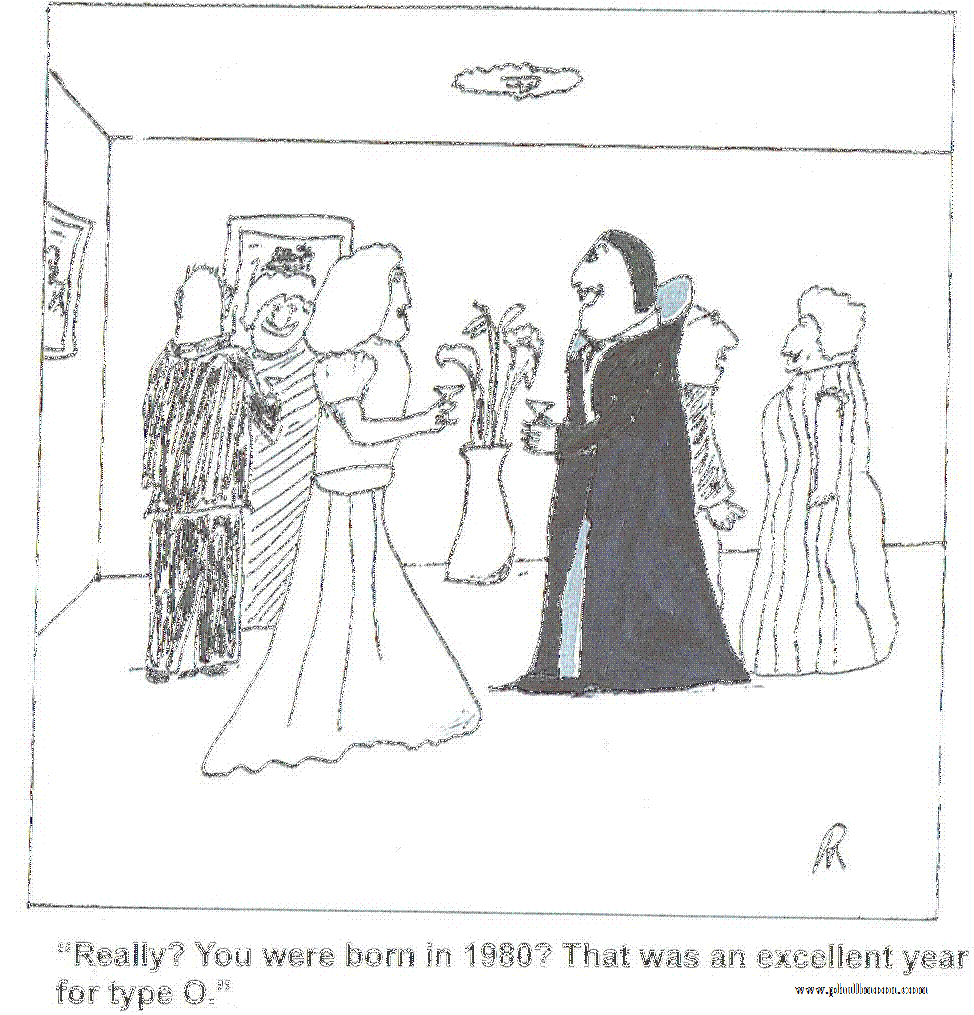 “Really? You were born in 1980? That was an excellent year
for type O.”